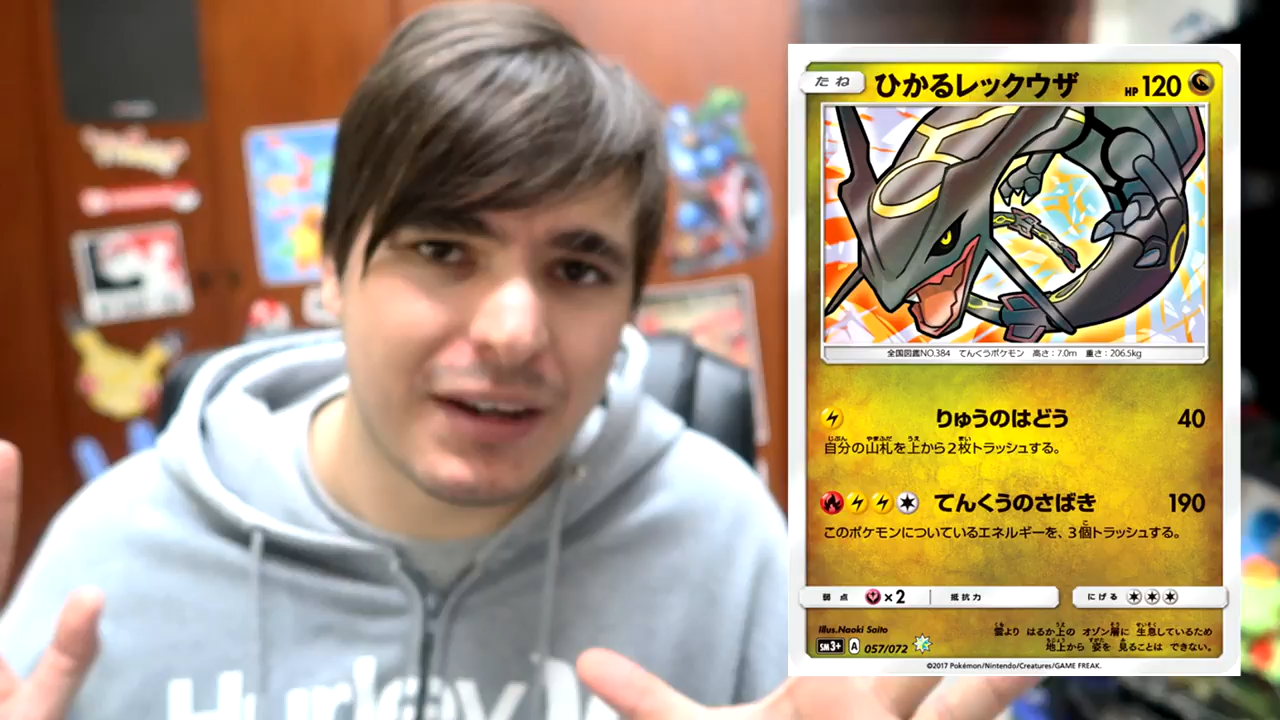 たね ひかるレックウザ HP 120
全国図鑑NO.384 てんくうポケモン 高さ：7.0m 重さ：206.5kg
りゅうのはどう 40
自分の山札を上から2枚トラッシュする。
てんくうのさばき 190
このポケモンについているエネルギーを、3個トラッシュする。
弱点 ×2 抵抗力 にげる
Illus.Naoki Saito
SM3+ A 057/072
雲より はるか上の オゾン層に 生息しているため
地上から 姿を 見ることは できない。
©2017 Pokémon/Nintendo/Creatures/GAME FREAK.
Hurley